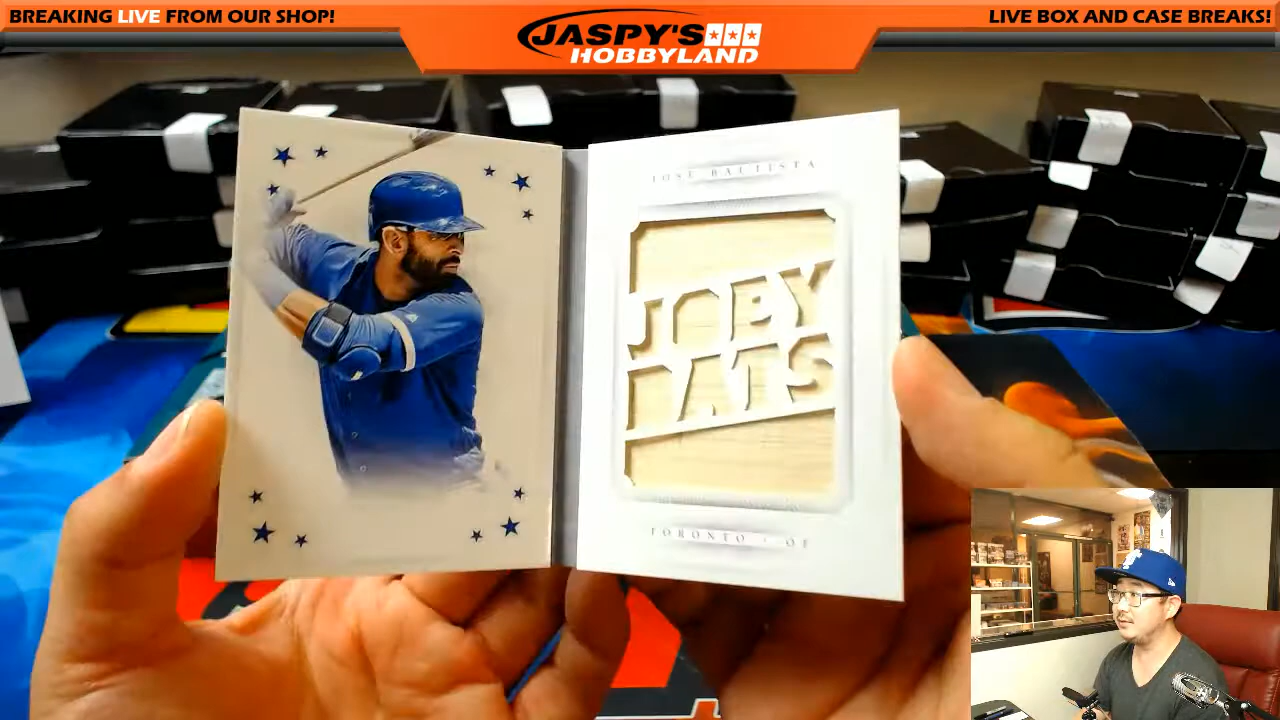 BREAKING LIVE FROM OUR SHOP!
JASPY'S
HOBBYLAND
LIVE BOX AND CASE BREAKS!
JOSE BAUTISTA
JOEY
BATS
TORONTO · OF